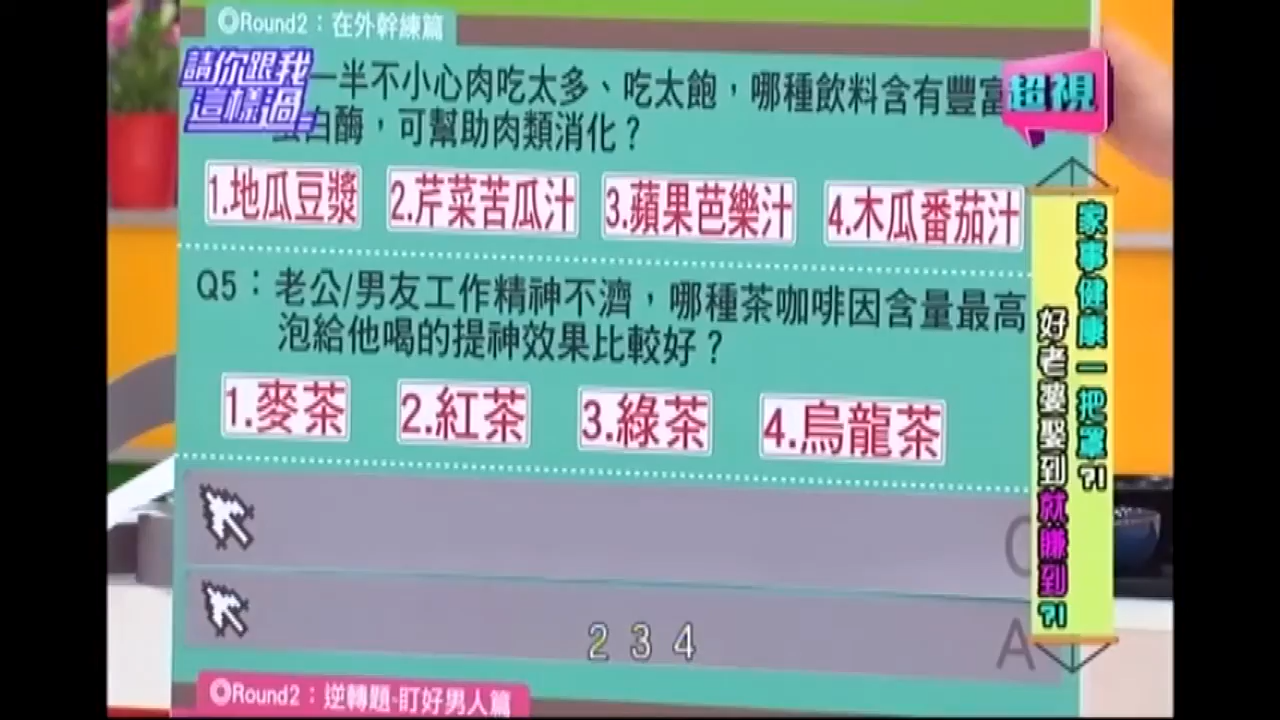 ◎Round2：在外幹練篇
請你跟我
這樣過
超視
一半不小心肉吃太多、吃太飽，哪種飲料含有豐富
蛋白酶，可幫助肉類消化？
1.地瓜豆漿
2.芹菜苦瓜汁
3.蘋果芭樂汁
4.木瓜番茄汁
Q5：老公/男友工作精神不濟，哪種茶咖啡因含量最高
泡給他喝的提神效果比較好？
1.麥茶
2.紅茶
3.綠茶
4.烏龍茶
家事健康一把罩?!
好老婆娶到就賺到?!
2 3 4
◎Round2：逆轉題-盯好男人篇